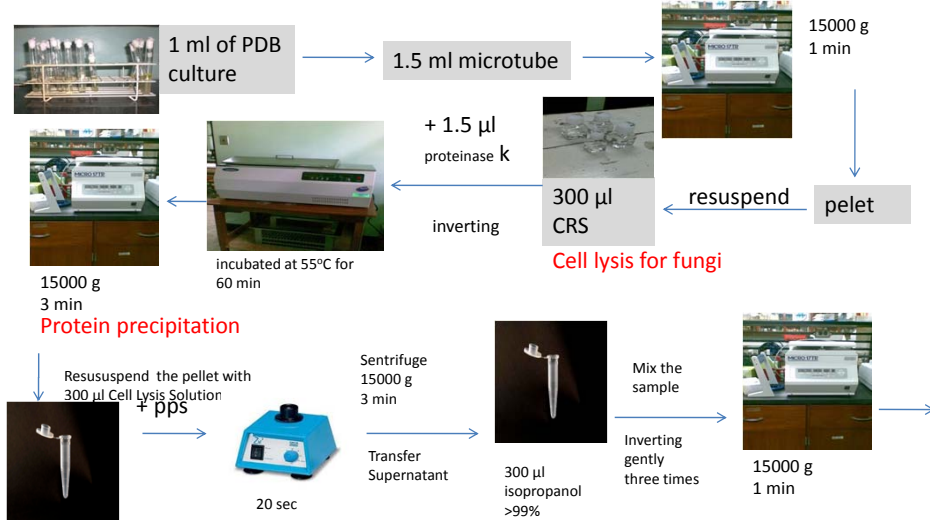 1 ml of PDB
culture
1.5 ml microtube
15000 g
1 min
pelet
resuspend
300 µl
CRS
Cell lysis for fungi
+ 1.5 µl
proteinase k
inverting
incubated at 55°C for
60 min
15000 g
3 min
Protein precipitation
Resususpend the pellet with
300 µl Cell Lysis Solution
+ pps
20 sec
Sentrifuge
15000 g
3 min
Transfer
Supernatant
300 µl
isopropanol
>99%
Mix the
sample
Inverting
gently
three times
15000 g
1 min